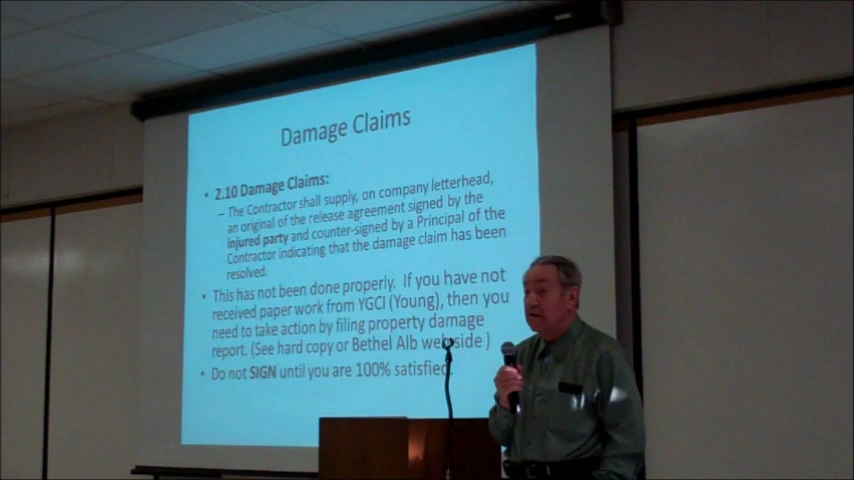 Damage Claims
• 2.10 Damage Claims:
– The Contractor shall supply, on company letterhead,
an original of the release agreement signed by the
injured party and counter-signed by a Principal of the
Contractor indicating that the damage claim has been
resolved.
• This has not been done properly. If you have not
received paper work from YGCI (Young), then you
need to take action by filing property damage
report. (See hard copy or Bethel Alb webside )
• Do not SIGN until you are 100% satisfied.